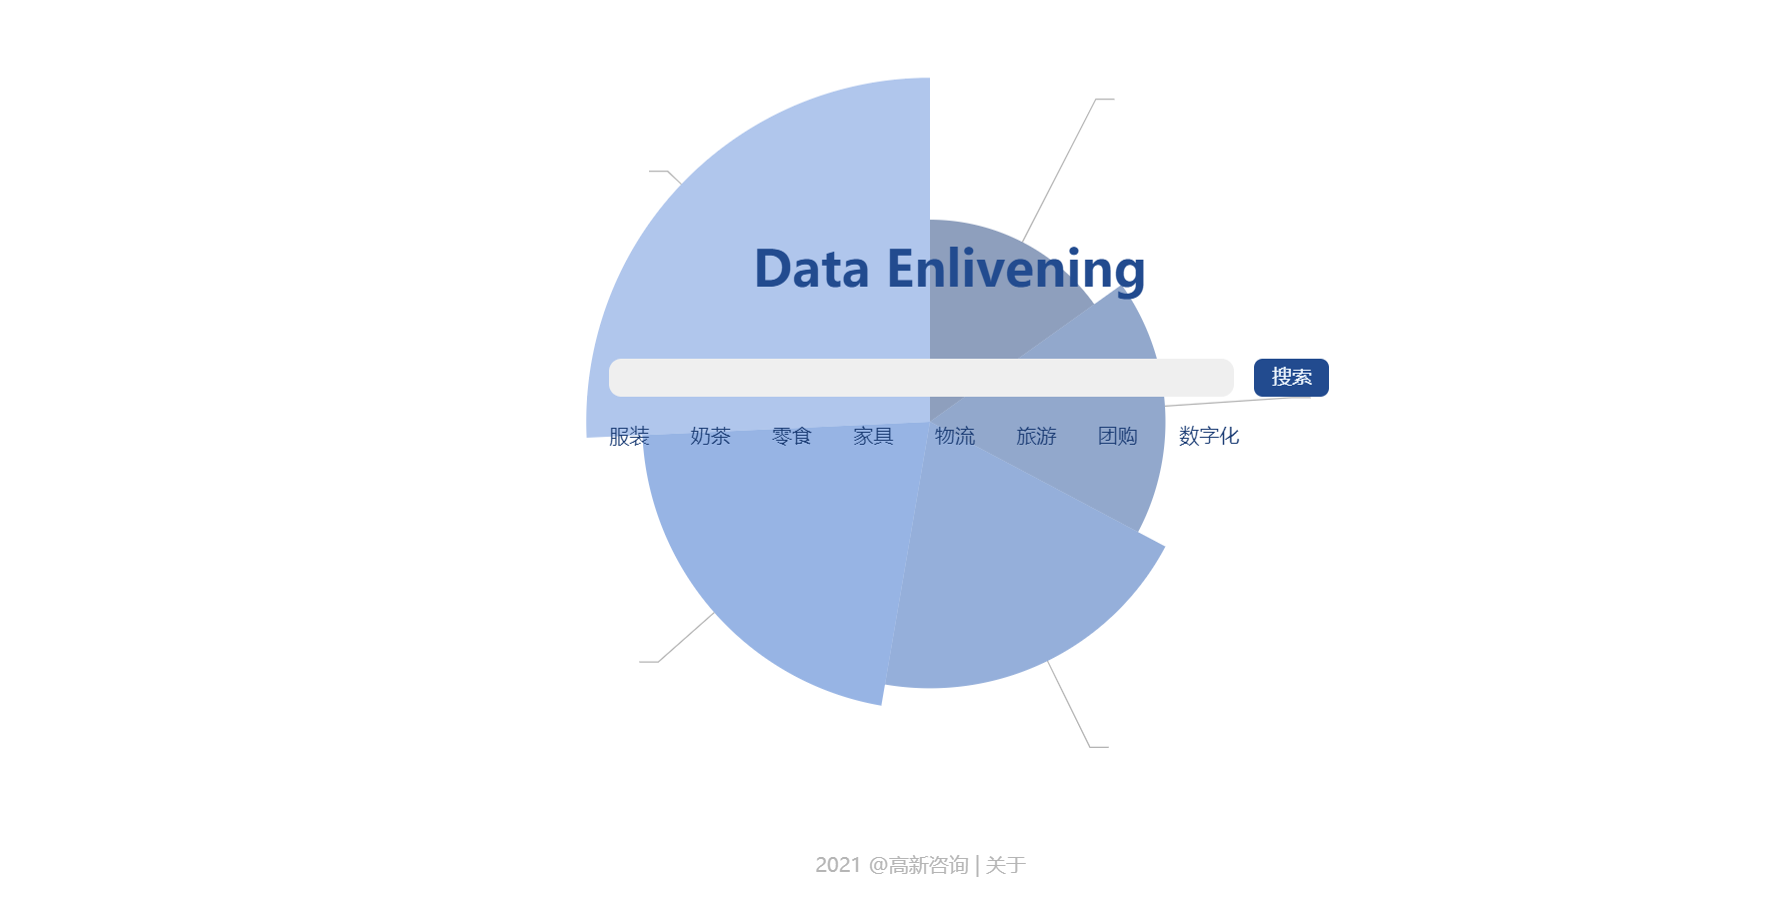 Data Enlivening
搜索
服装 奶茶 零食 家具 物流 旅游 团购 数字化
2021 @高新咨询 | 关于